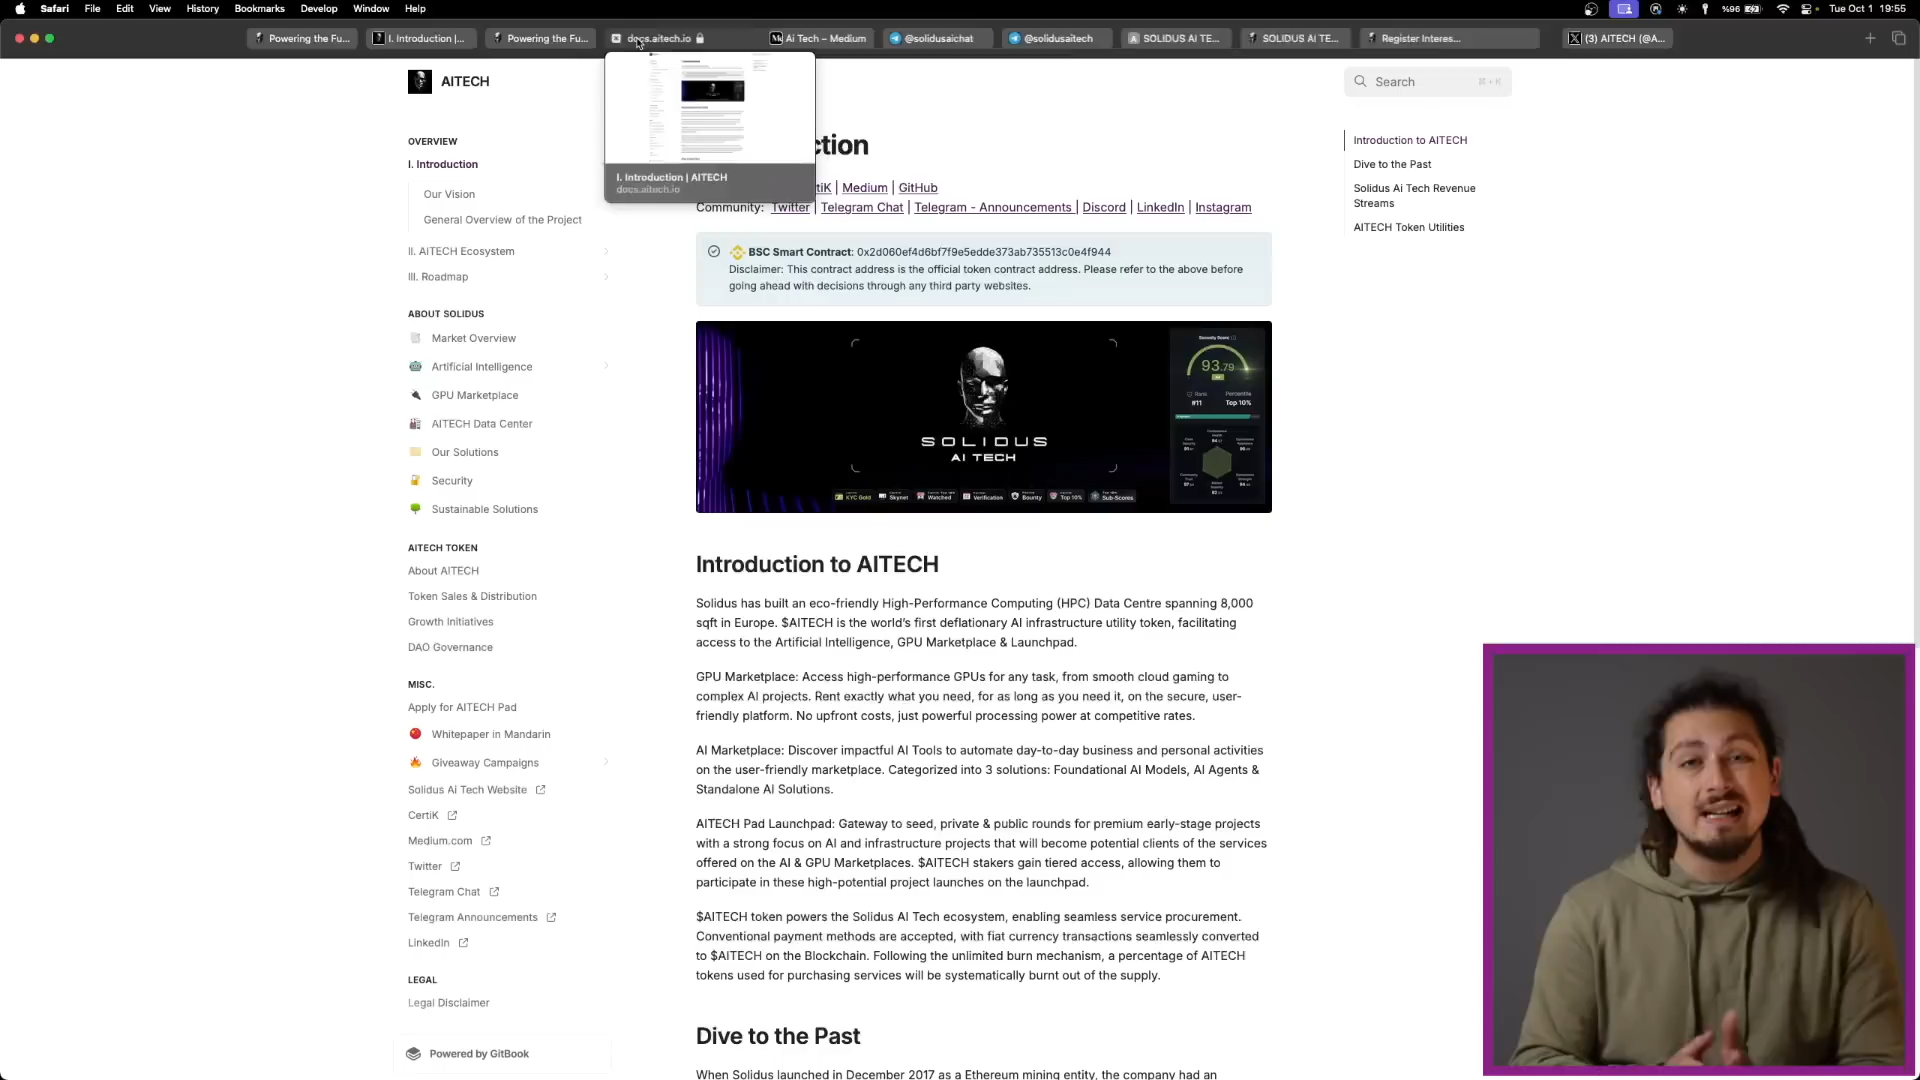 Safari File Edit View History Bookmarks Develop Window Help
%96 Tue Oct 1 19:55
Powering the Fu...
I. Introduction |...
Powering the Fu...
docs.aitech.io
Ai Tech – Medium
@solidusaichat
@solidusaitech
SOLIDUS AI TE...
SOLIDUS AI TE...
Register Interes...
(3) AITECH (@A...
AITECH
Search
⌘+K
I. Introduction | AITECH
docs.aitech.io
ction
tiK | Medium | GitHub
Community: Twitter | Telegram Chat | Telegram - Announcements | Discord | LinkedIn | Instagram
BSC Smart Contract: 0x2d060ef4d6bf7f9e5edde373ab735513c0e4f944
Disclaimer: This contract address is the official token contract address. Please refer to the above before
going ahead with decisions through any third party websites.
OVERVIEW
I. Introduction
Our Vision
General Overview of the Project
II. AITECH Ecosystem
III. Roadmap
ABOUT SOLIDUS
Market Overview
Artificial Intelligence
GPU Marketplace
AITECH Data Center
Our Solutions
Security
Sustainable Solutions
AITECH TOKEN
About AITECH
Token Sales & Distribution
Growth Initiatives
DAO Governance
MISC.
Apply for AITECH Pad
Whitepaper in Mandarin
Giveaway Campaigns
Solidus Ai Tech Website
CertiK
Medium.com
Twitter
Telegram Chat
Telegram Announcements
LinkedIn
LEGAL
Legal Disclaimer
Powered by GitBook
SOLIDUS
AI TECH
KYC Gold
Skynet
Watched
Verification
Bounty
Top 10%
Sub-Scores
Security Score
93.79
Rank
#11
Percentile
Top 10%
Introduction to AITECH
Solidus has built an eco-friendly High-Performance Computing (HPC) Data Centre spanning 8,000
sqft in Europe. $AITECH is the world's first deflationary AI infrastructure utility token, facilitating
access to the Artificial Intelligence, GPU Marketplace & Launchpad.
GPU Marketplace: Access high-performance GPUs for any task, from smooth cloud gaming to
complex AI projects. Rent exactly what you need, for as long as you need it, on the secure, user-
friendly platform. No upfront costs, just powerful processing power at competitive rates.
AI Marketplace: Discover impactful AI Tools to automate day-to-day business and personal activities
on the user-friendly marketplace. Categorized into 3 solutions: Foundational AI Models, AI Agents &
Standalone AI Solutions.
AITECH Pad Launchpad: Gateway to seed, private & public rounds for premium early-stage projects
with a strong focus on AI and infrastructure projects that will become potential clients of the services
offered on the AI & GPU Marketplaces. $AITECH stakers gain tiered access, allowing them to
participate in these high-potential project launches on the launchpad.
$AITECH token powers the Solidus AI Tech ecosystem, enabling seamless service procurement.
Conventional payment methods are accepted, with fiat currency transactions seamlessly converted
to $AITECH on the Blockchain. Following the unlimited burn mechanism, a percentage of AITECH
tokens used for purchasing services will be systematically burnt out of the supply.
Dive to the Past
When Solidus launched in December 2017 as a Ethereum mining entity, the company had an
Introduction to AITECH
Dive to the Past
Solidus Ai Tech Revenue
Streams
AITECH Token Utilities